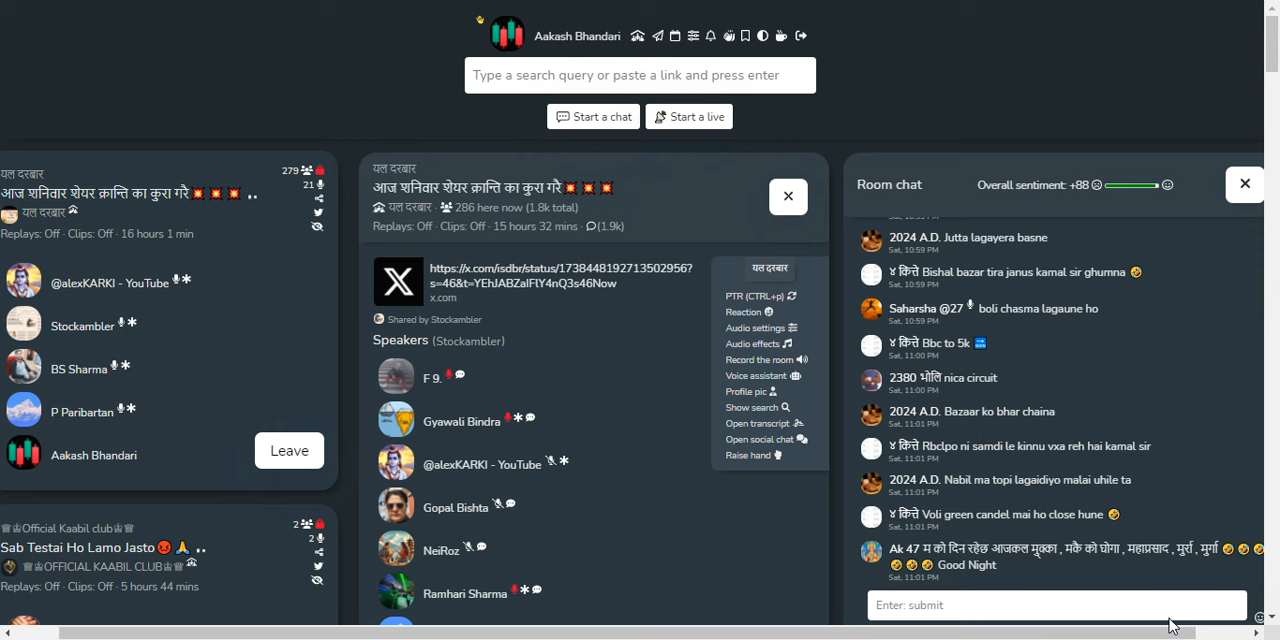 Aakash Bhandari
Type a search query or paste a link and press enter
Start a chat
Start a live
यल दरबार
279
आज शनिवार शेयर क्रान्ति का कुरा गरै💥💥💥 ..
21
यल दरबार
Replays: Off · Clips: Off · 16 hours 1 min
@alexKARKI - YouTube
Stockambler
BS Sharma
P Paribartan
Aakash Bhandari
Leave
♕♔Official Kaabil club♔♕
2
Sab Testai Ho Lamo Jasto😡🙏 ..
2
♕♔OFFICIAL KAABIL CLUB♔♕
Replays: Off · Clips: Off · 5 hours 44 mins
यल दरबार
आज शनिवार शेयर क्रान्ति का कुरा गरै💥💥💥
यल दरबार · 286 here now (1.8k total)
Replays: Off · Clips: Off · 15 hours 32 mins · (1.9k)
https://x.com/isdbr/status/1738448192713502956?
s=46&t=YEhJABZaIFlY4nQ3s46Now
x.com
Shared by Stockambler
Speakers (Stockambler)
F 9.
Gyawali Bindra
@alexKARKI - YouTube
Gopal Bishta
NeiRoz
Ramhari Sharma
यल दरबार
PTR (CTRL+p)
Reaction
Audio settings
Audio effects
Record the room
Voice assistant
Profile pic
Show search
Open transcript
Open social chat
Raise hand
Room chat
Overall sentiment: +88
Sat, 10:59 PM
2024 A.D. Jutta lagayera basne
Sat, 10:59 PM
४ कित्ते Bishal bazar tira janus kamal sir ghumna 🤣
Sat, 10:59 PM
Saharsha @27 boli chasma lagaune ho
Sat, 10:59 PM
४ कित्ते Bbc to 5k 🔜
Sat, 11:00 PM
2380 भोलि nica circuit
Sat, 11:00 PM
2024 A.D. Bazaar ko bhar chaina
Sat, 11:01 PM
४ कित्ते Rbclpo ni samdi le kinnu vxa reh hai kamal sir
Sat, 11:01 PM
2024 A.D. Nabil ma topi lagaidiyo malai uhile ta
Sat, 11:01 PM
४ कित्ते Voli green candel mai ho close hune 🤣
Sat, 11:01 PM
Ak 47 म को दिन रहेछ आजकल मुक्का , मकै को घोगा , महाप्रसाद , मुर्रा , मुर्गा 🤣🤣🤣
🤣🤣🤣 Good Night
Sat, 11:01 PM
Enter: submit